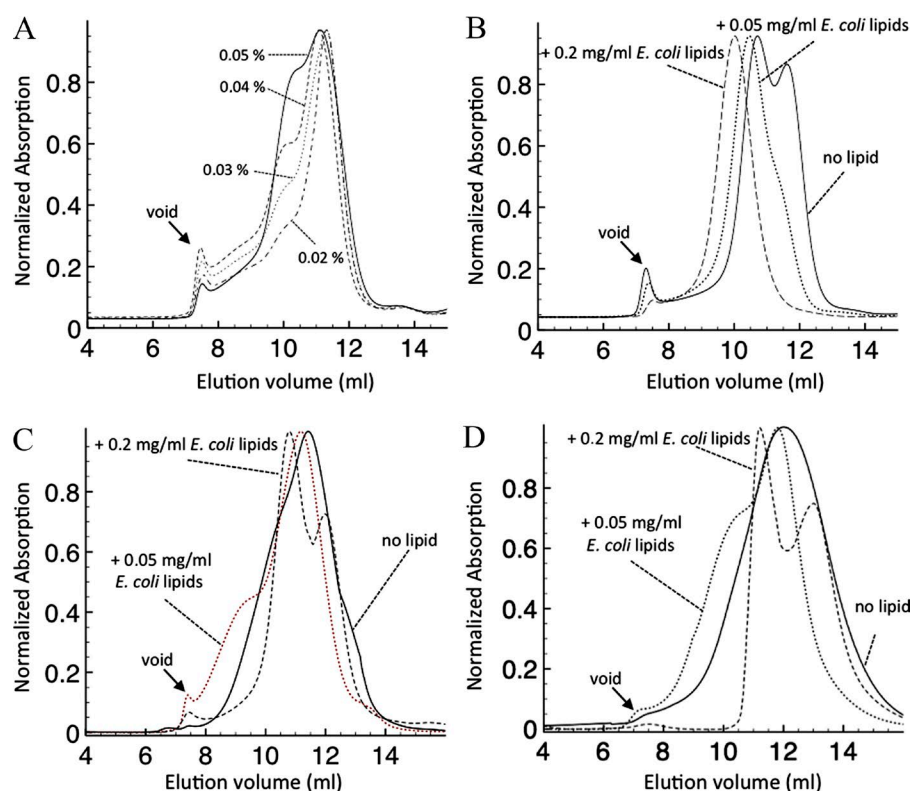 A
Normalized Absorption
0.8
0.6
0.4
0.2
0
4 6 8 10 12 14
Elution volume (ml)
0.05 %
0.04 %
0.03 %
0.02 %
void
B
Normalized Absorption
0.8
0.6
0.4
0.2
0
4 6 8 10 12 14
Elution volume (ml)
+ 0.05 mg/ml E. coli lipids
+ 0.2 mg/ml E. coli lipids
no lipid
void
C
Normalized Absorption
0.8
0.6
0.4
0.2
0
4 6 8 10 12 14
Elution volume (ml)
+ 0.2 mg/ml E. coli lipids
no lipid
+ 0.05 mg/ml
E. coli lipids
void
D
Normalized Absorption
0.8
0.6
0.4
0.2
0
4 6 8 10 12 14
Elution volume (ml)
+ 0.2 mg/ml E. coli lipids
+ 0.05 mg/ml
E. coli lipids
no lipid
void